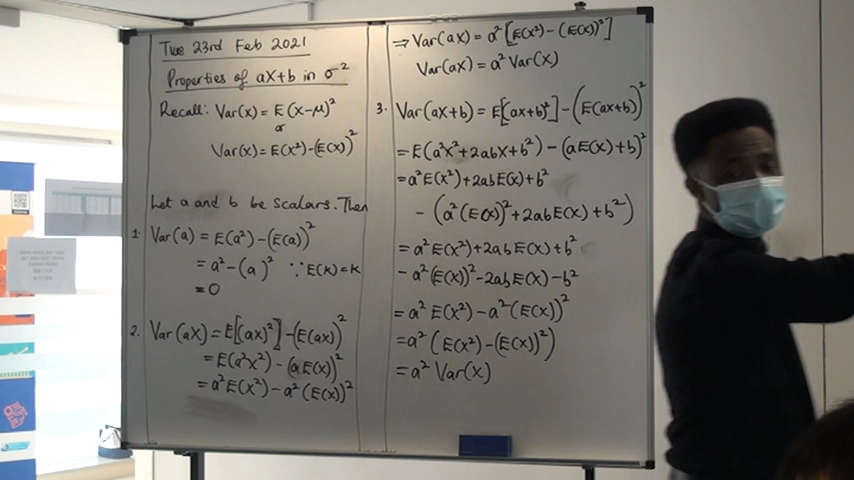 Tue 23rd Feb 2021
Properties of aX+b in σ²
Recall: Var(x) = E(X-μ)²
or
Var(x) = E(X²)-(E(x))²
Let a and b be scalars. Then
1. Var(a) = E(a²)-(E(a))²
= a²-(a)² ∵ E(K)=K
= 0
2. Var(aX) = E[(ax)²]-(E(ax))²
= E(a²x²) - (aE(x))²
= a²E(x²) - a²(E(x))²
⇒ Var(aX) = a²[E(X²) - (E(X))²]
Var(aX) = a² Var(X)
3. Var(aX+b) = E[(ax+b)²] - (E(ax+b))²
= E(a²X²+2abX+b²) - (aE(X)+b)²
= a²E(X²)+2abE(X)+b²
- (a²(E(X))²+2abE(X)+b²)
= a²E(X²)+2abE(X)+b²
- a²(E(X))²-2abE(X)-b²
= a²E(X²) - a²(E(X))²
= a²(E(X²)-(E(X))²)
= a² Var(X)